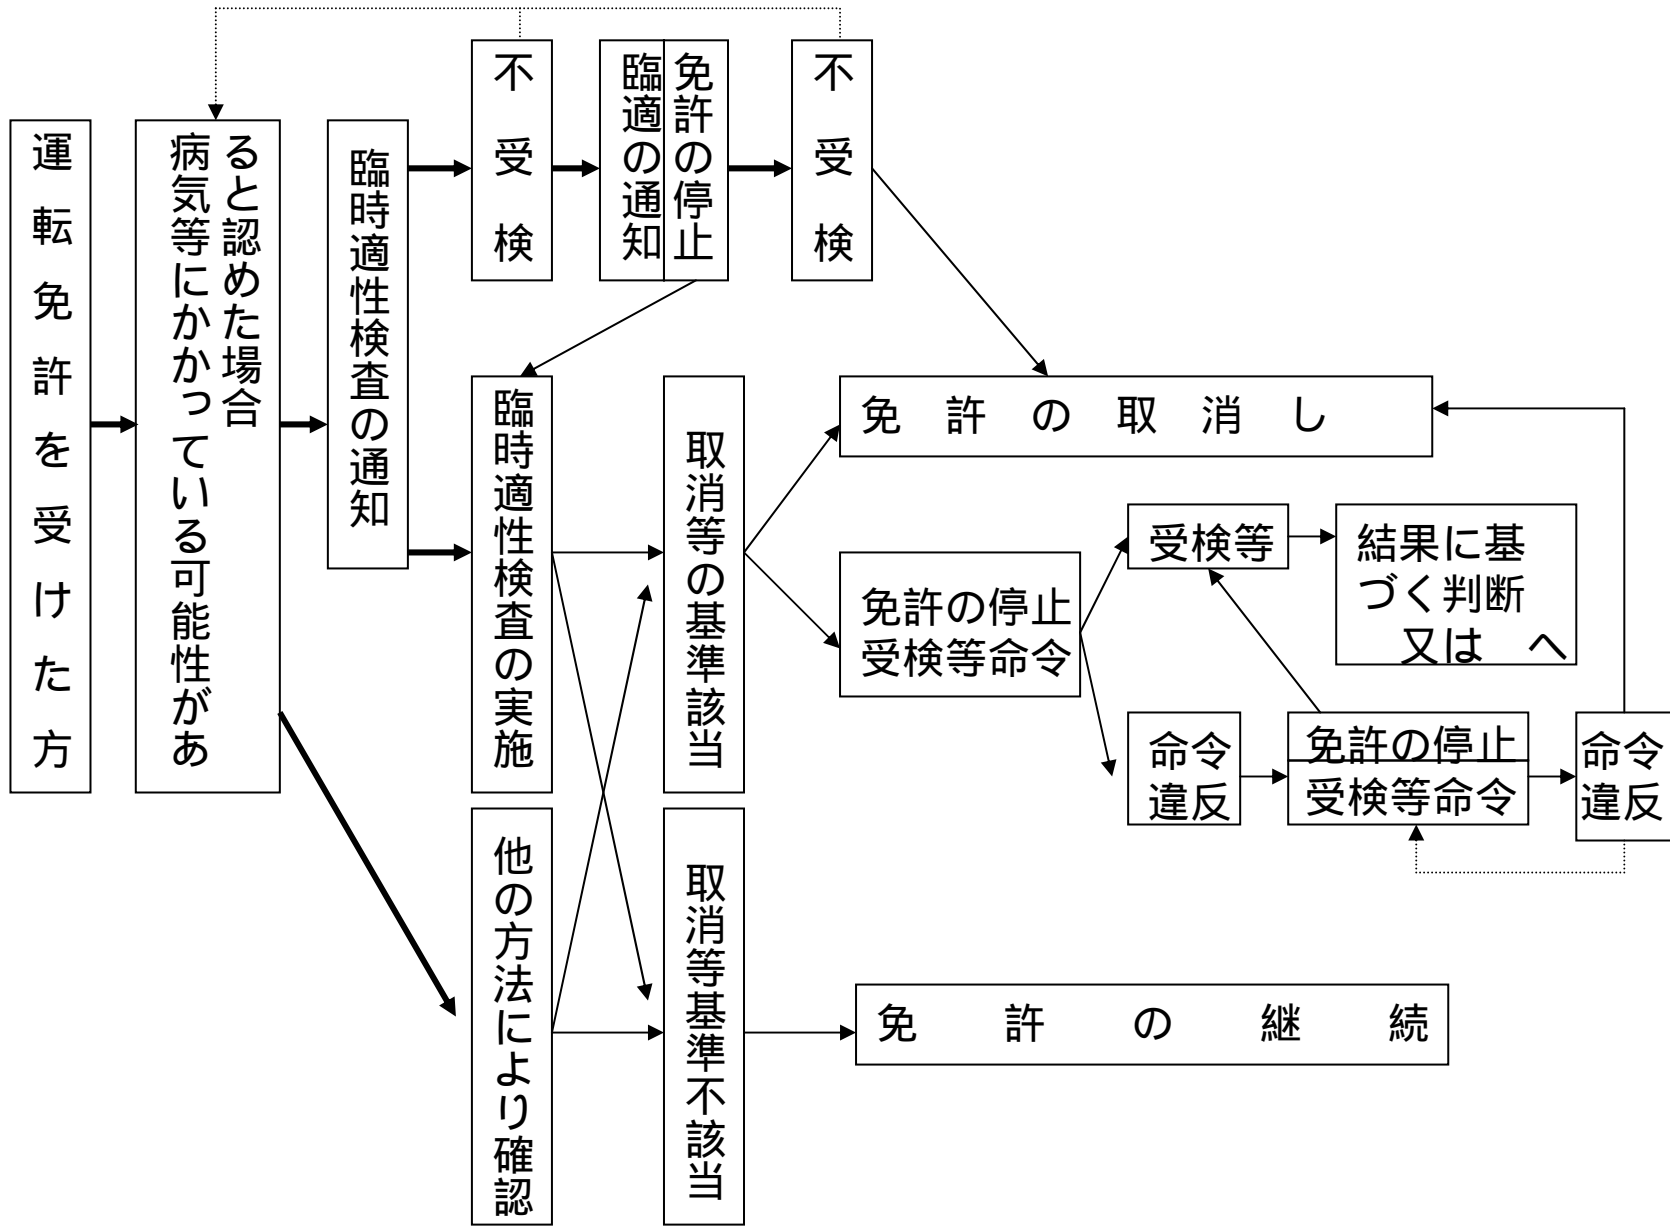 運転免許を受けた方
病気等にかかっている可能性があ
ると認めた場合
臨時適性検査の通知
不受検
臨適の通知
免許の停止
不受検
臨時適性検査の実施
他の方法により確認
取消等の基準該当
取消等基準不該当
免許の取消し
免許の停止
受検等命令
受検等
結果に基
づく判断
又は　へ
命令
違反
免許の停止
受検等命令
命令
違反
免許の継続